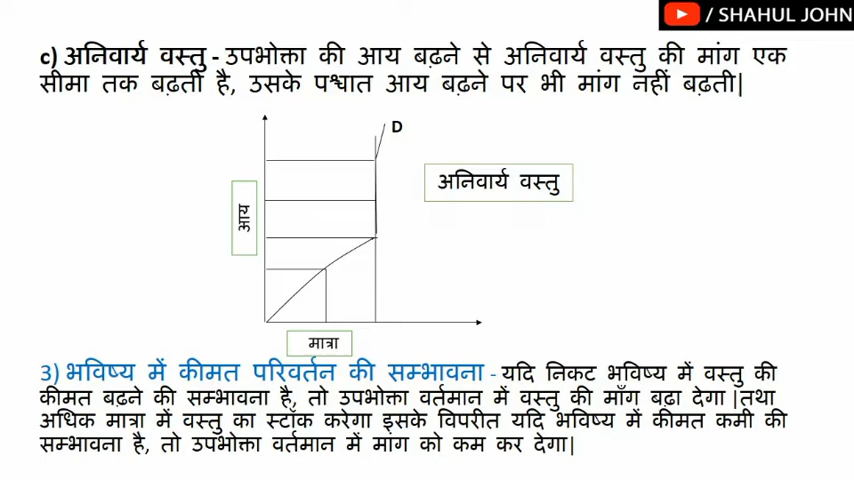 / SHAHUL JOHN
c) अनिवार्य वस्तु - उपभोक्ता की आय बढ़ने से अनिवार्य वस्तु की मांग एक
सीमा तक बढ़ती है, उसके पश्चात आय बढ़ने पर भी मांग नहीं बढ़ती|
D
अनिवार्य वस्तु
आय
मात्रा
3) भविष्य में कीमत परिवर्तन की सम्भावना - यदि निकट भविष्य में वस्तु की
कीमत बढ़ने की सम्भावना है, तो उपभोक्ता वर्तमान में वस्तु की माँग बढ़ा देगा |तथा
अधिक मात्रा में वस्तु का स्टॉक करेगा इसके विपरीत यदि भविष्य में कीमत कमी की
सम्भावना है, तो उपभोक्ता वर्तमान में मांग को कम कर देगा|